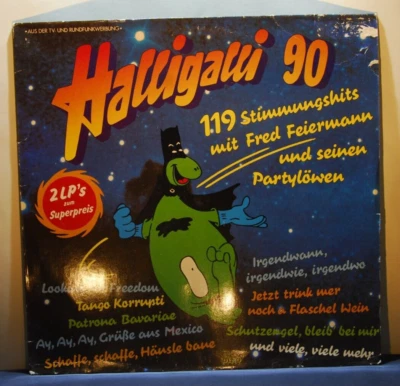 »AUS DER TV- UND RUNDFUNKWERBUNG«
Halligalli 90
119 Stimmungshits
mit Fred Feiermann
und seinen
Partylöwen
2 LP's
zum
Superpreis
Looking Freedom
Tango Korrupti
Patrona Bavariae
Ay, Ay, Ay, Grüße aus Mexico
Schaffe, schaffe, Häusle baue
Irgendwann,
irgendwie, irgendwo
Jetzt trink mer
noch a Flaschel Wein
Schutzengel, bleib' bei mir
und viele, viele mehr